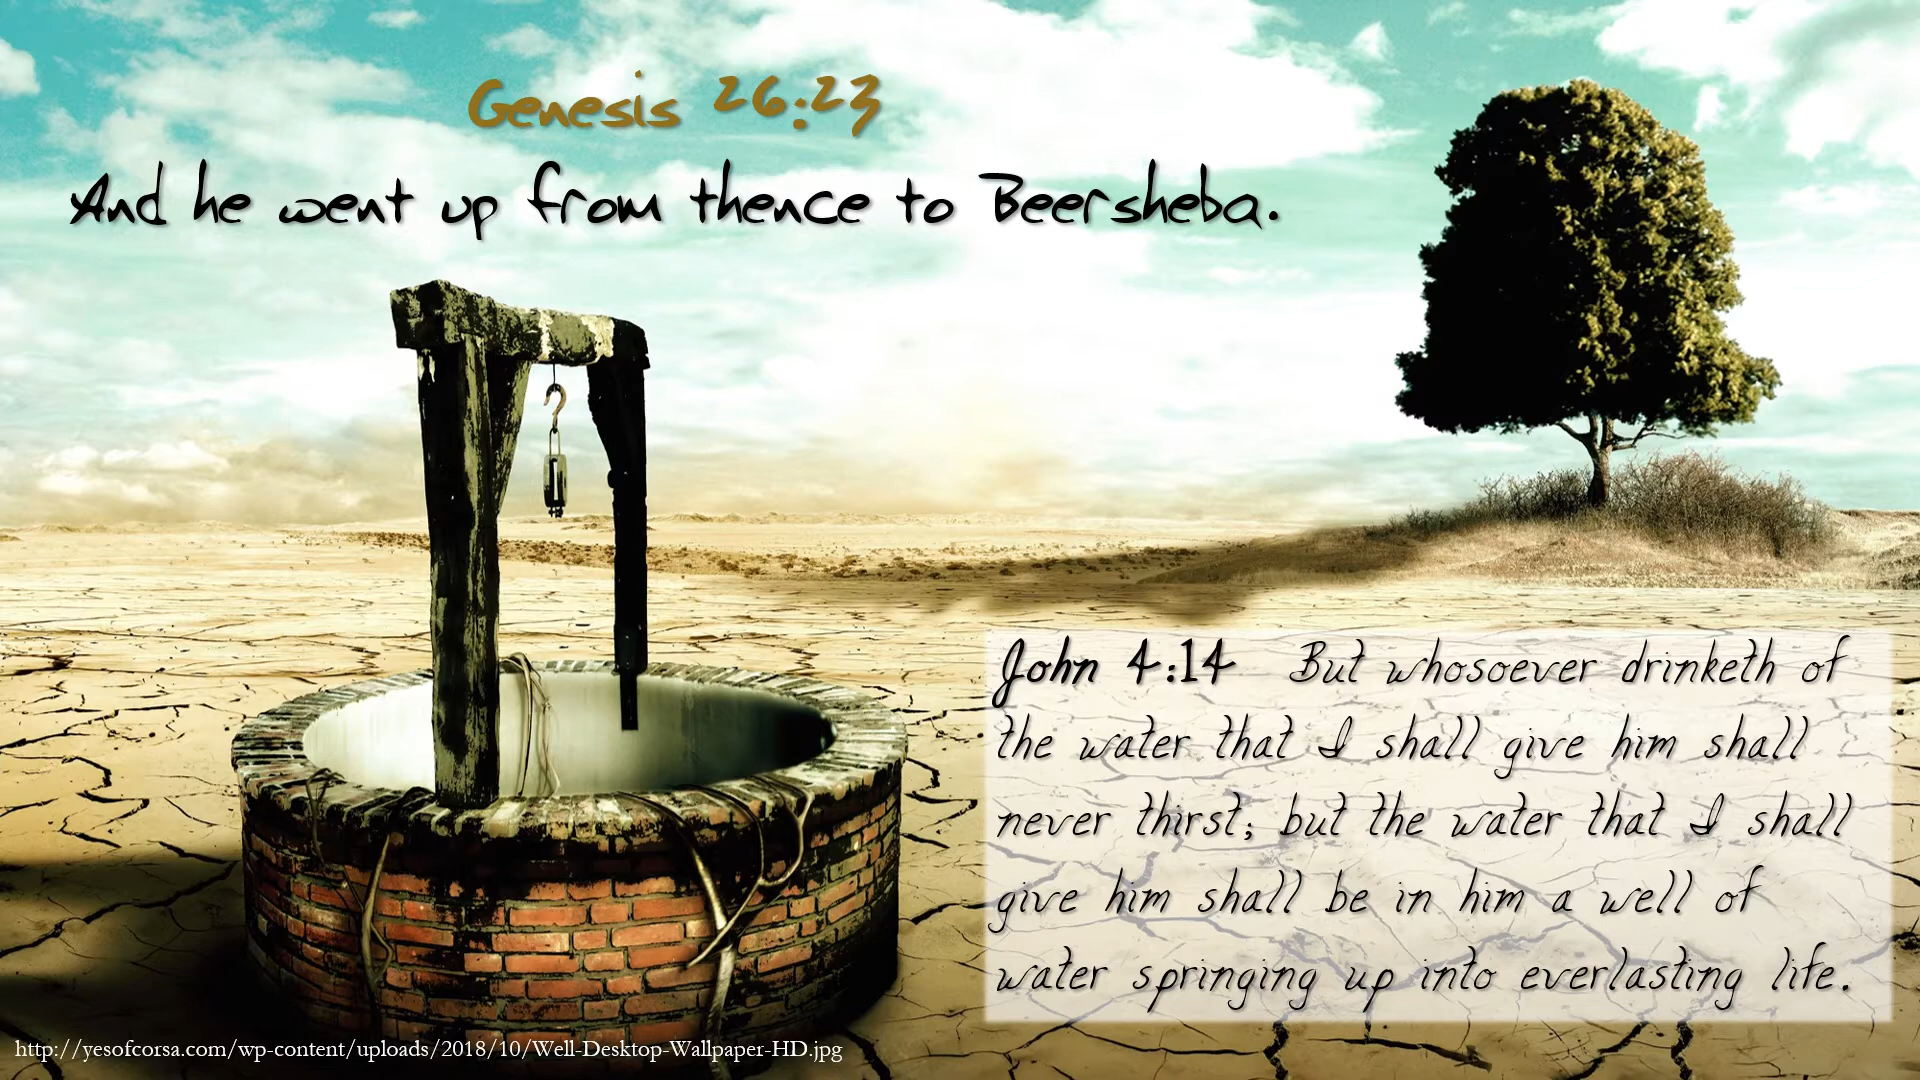 Genesis 26:23
And he went up from thence to Beersheba.
John 4:14 But whosoever drinketh of
the water that I shall give him shall
never thirst; but the water that I shall
give him shall be in him a well of
water springing up into everlasting life.
http://yesofcorsa.com/wp-content/uploads/2018/10/Well-Desktop-Wallpaper-HD.jpg